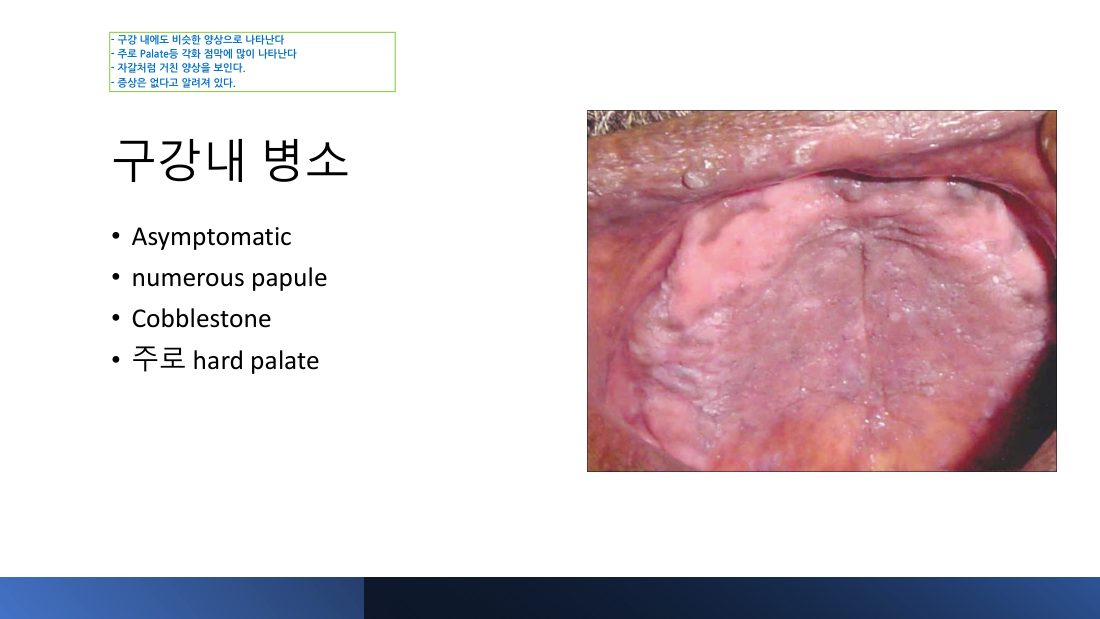 - 구강 내에도 비슷한 양상으로 나타난다
- 주로 Palate등 각화 점막에 많이 나타난다
- 자갈처럼 거친 양상을 보인다.
- 증상은 없다고 알려져 있다.
구강내 병소
• Asymptomatic
• numerous papule
• Cobblestone
• 주로 hard palate